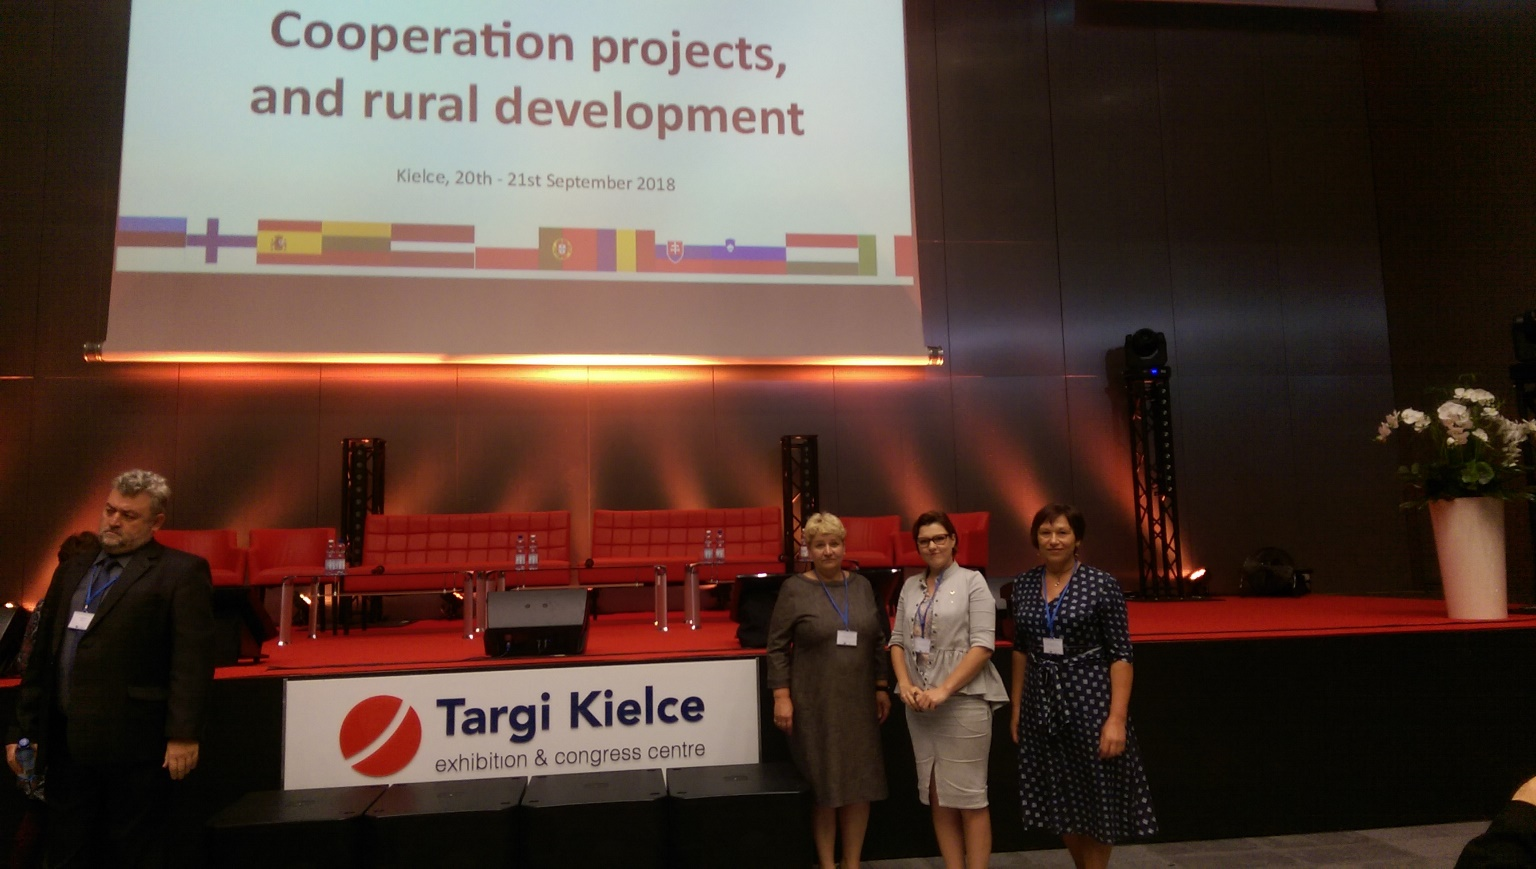 Cooperation projects,
and rural development
Kielce, 20th - 21st September 2018
Targi Kielce
exhibition & congress centre